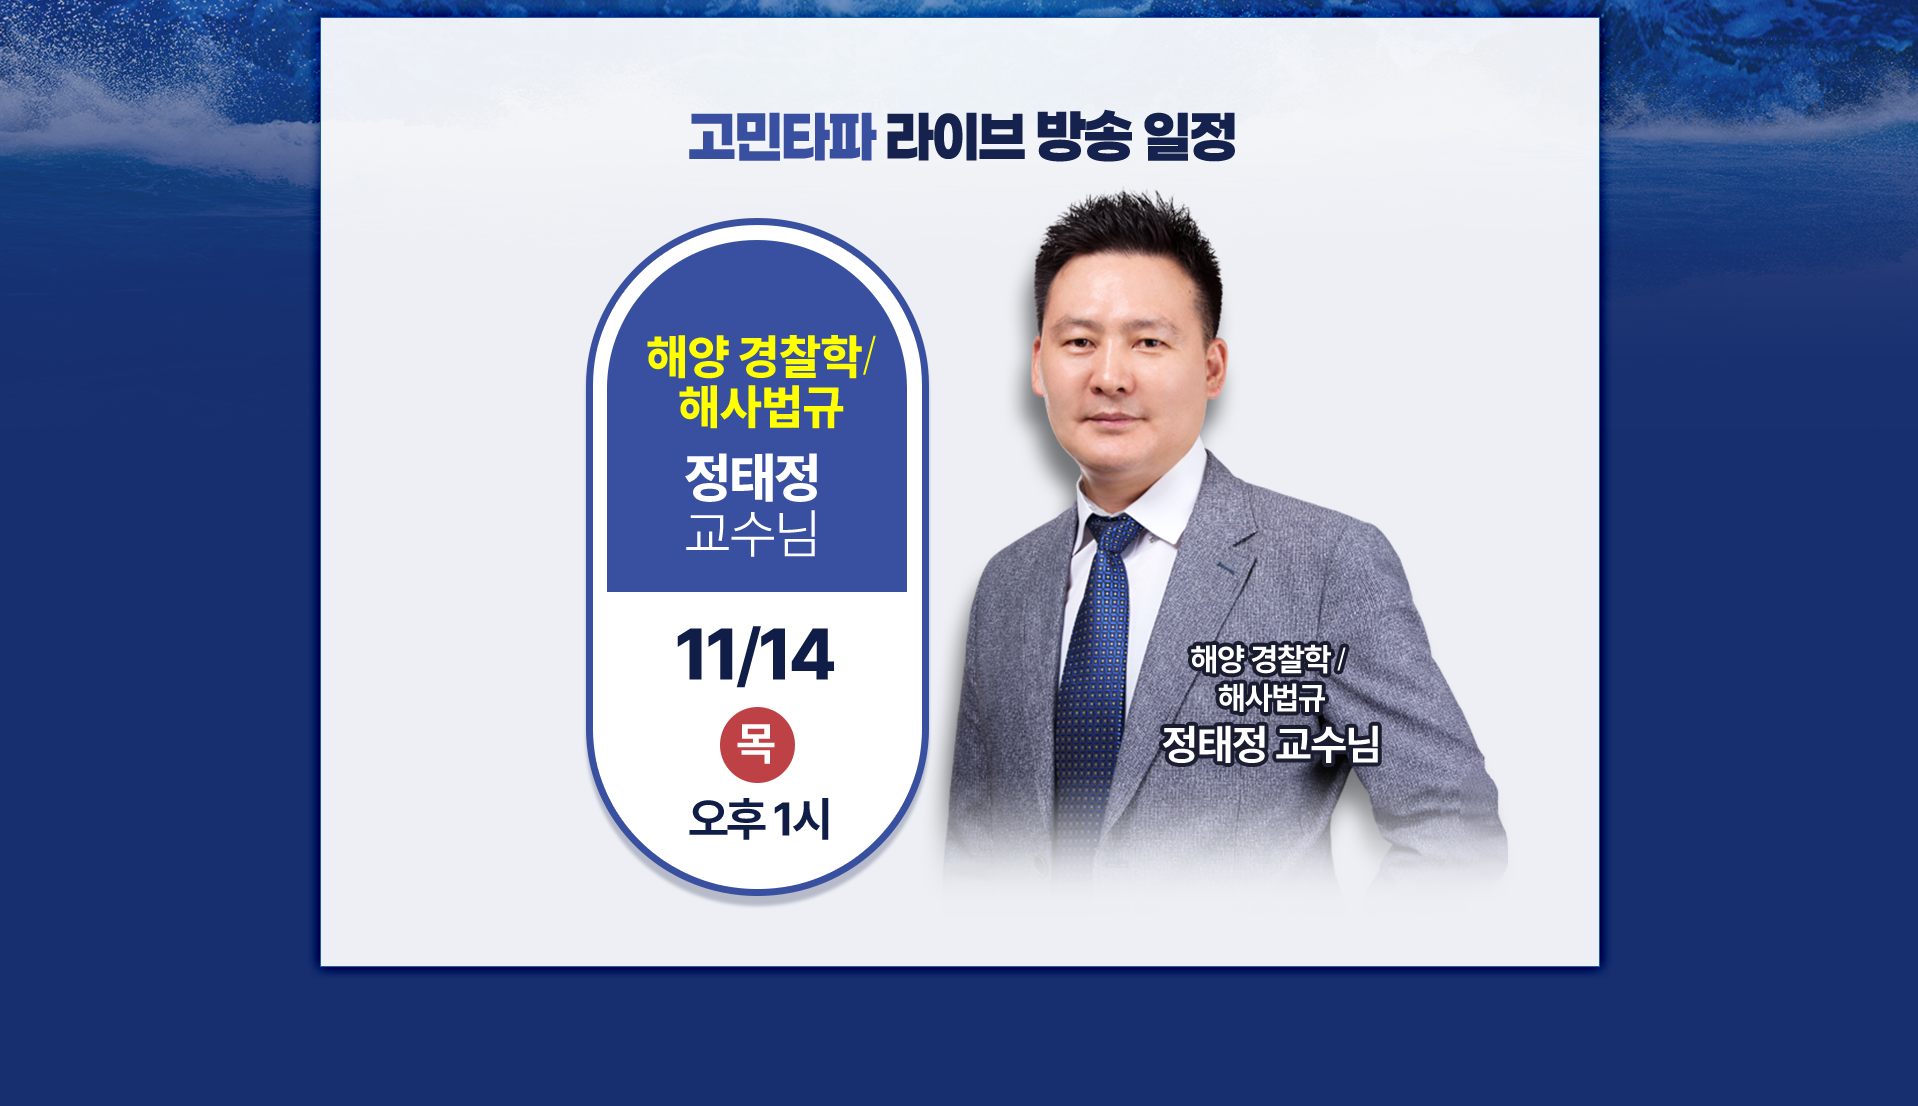 고민타파 라이브 방송 일정
해양 경찰학/
해사법규
정태정
교수님
11/14
목
오후 1시
해양 경찰학 /
해사법규
정태정 교수님